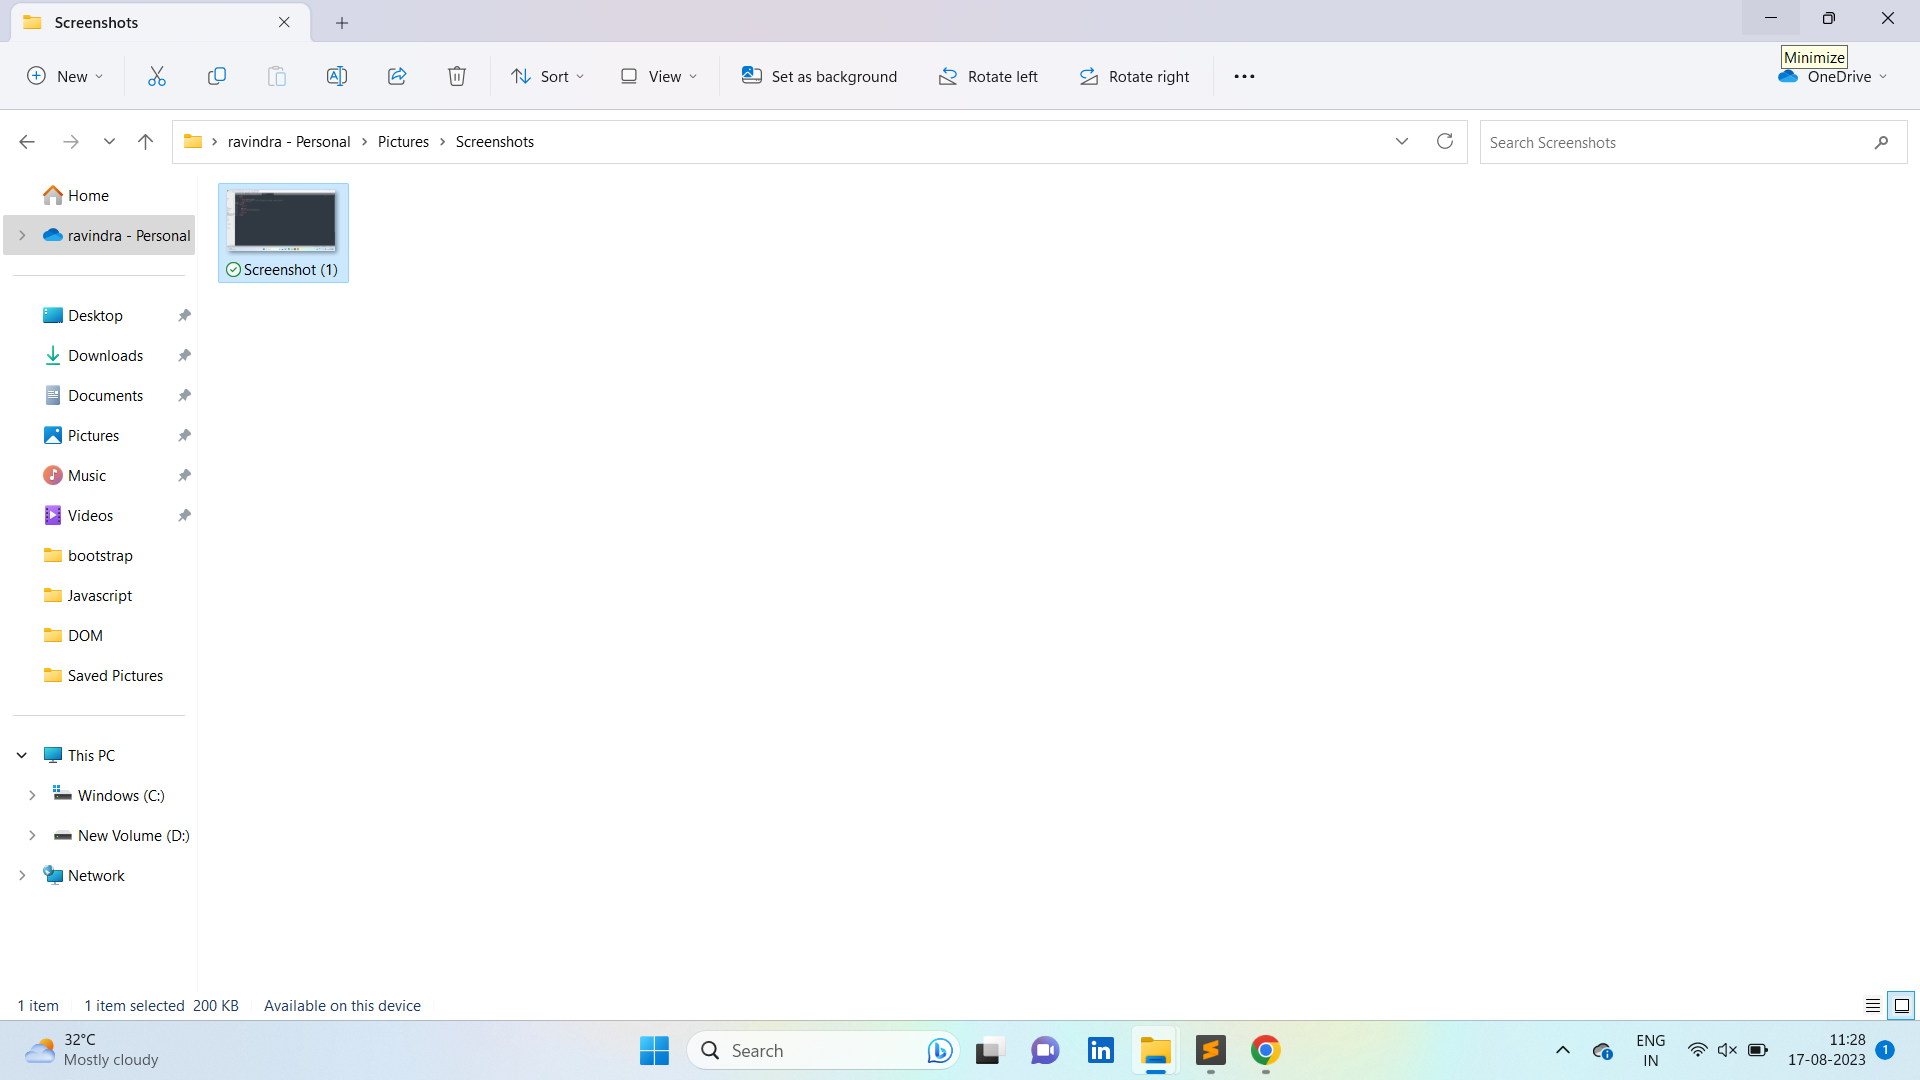 Screenshots
Minimize
New
Sort
View
Set as background
Rotate left
Rotate right
OneDrive
ravindra - Personal
Pictures
Screenshots
Search Screenshots
Home
ravindra - Personal
Desktop
Downloads
Documents
Pictures
Music
Videos
bootstrap
Javascript
DOM
Saved Pictures
This PC
Windows (C:)
New Volume (D:)
Network
Screenshot (1)
1 item
1 item selected 200 KB
Available on this device
32°C
Mostly cloudy
Search
ENG
IN
11:28
17-08-2023
1